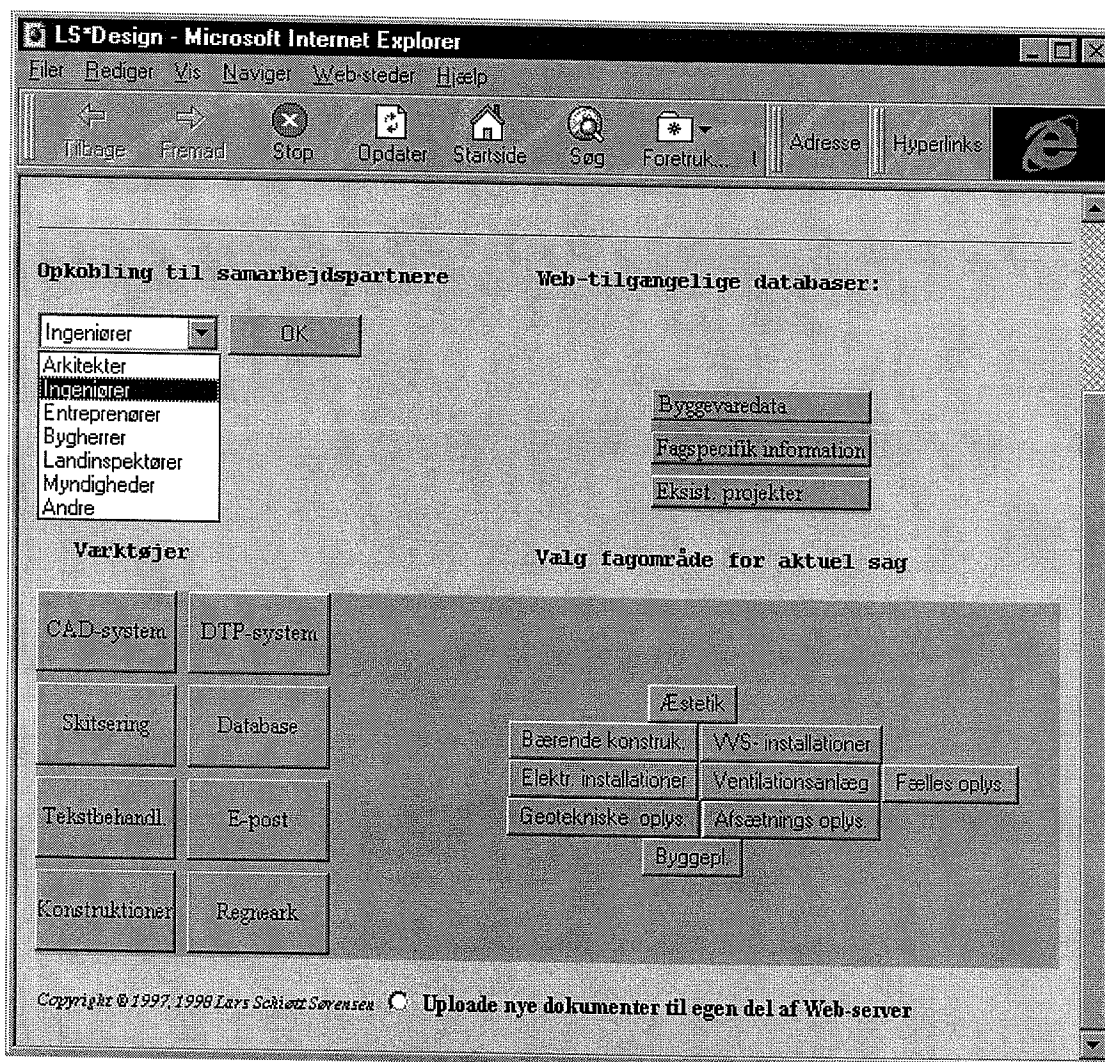 LS*Design - Microsoft Internet Explorer
Filer Rediger Vis Naviger Web-steder Hjælp
Tilbage Fremad Stop Opdater Startside Søg Foretruk... Adresse Hyperlinks
Opkobling til samarbejdspartnere
Web-tilgængelige databaser:
Ingeniører
OK
Arkitekter
Ingeniører
Entreprenører
Bygherrer
Landinspektører
Myndigheder
Andre
Byggevaredata
Fagspecifik information
Eksist. projekter
Værktøjer
Valg fagområde for aktuel sag
CAD-system DTP-system
Skitsering Database
Tekstbehandl. E-post
Konstruktioner Regneark
Æstetik
Bærende konstruk. VVS- installationer
Elektr. installationer Ventilationsanlæg Fælles oplys.
Geotekniske oplys. Afsætnings oplys.
Byggepl.
Copyright © 1997, 1998 Lars Schiøtt Sørensen
Uploade nye dokumenter til egen del af Web-server